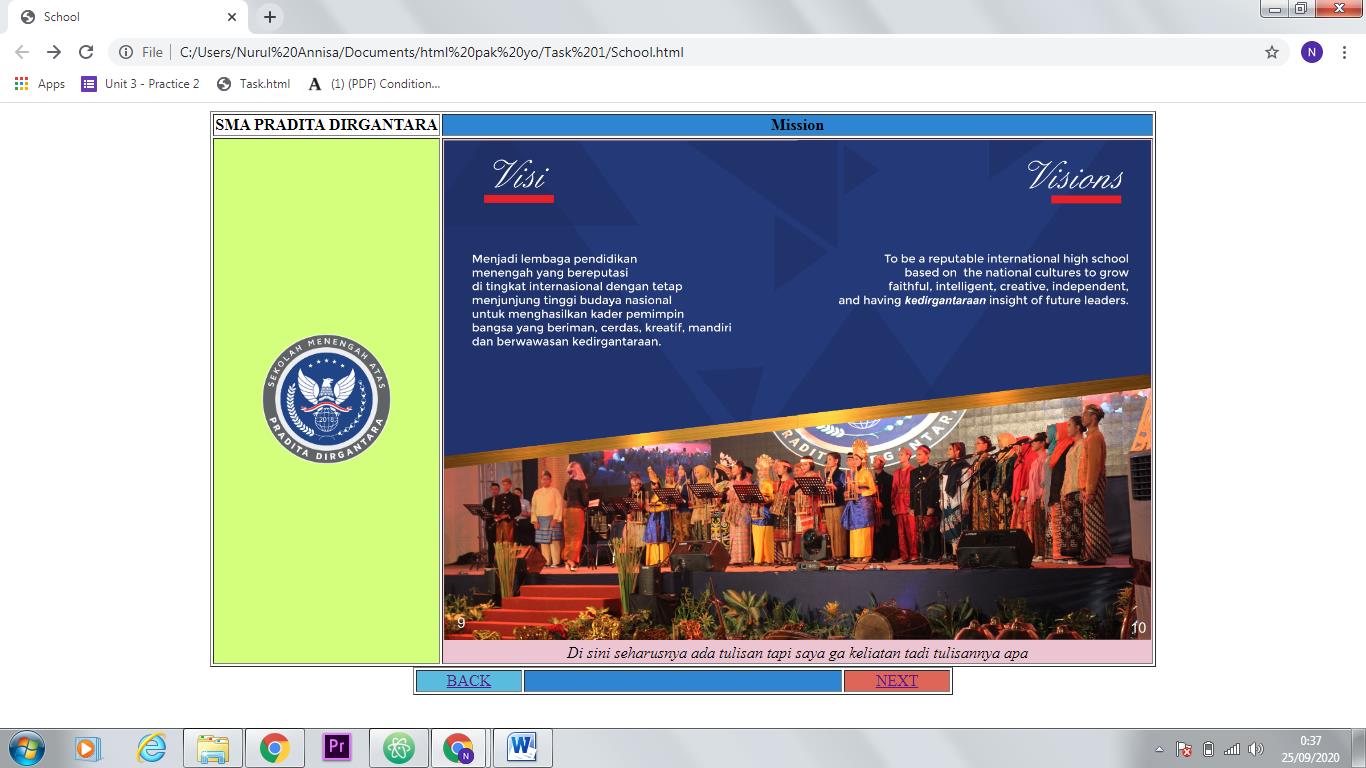 School
File
C:/Users/Nurul%20Annisa/Documents/html%20pak%20yo/Task%201/School.html
N
Apps
Unit 3 - Practice 2
Task.html
A
(1) (PDF) Condition...
SMA PRADITA DIRGANTARA
Mission
SEKOLAH MENENGAH ATAS
2018
PRADITA DIRGANTARA
Visi
Menjadi lembaga pendidikan
menengah yang bereputasi
di tingkat internasional dengan tetap
menjunjung tinggi budaya nasional
untuk menghasilkan kader pemimpin
bangsa yang beriman, cerdas, kreatif, mandiri
dan berwawasan kedirgantaraan.
Visions
To be a reputable international high school
based on the national cultures to grow
faithful, intelligent, creative, independent,
and having kedirgantaraan insight of future leaders.
PRADITA DIRGANTARA
9
10
Di sini seharusnya ada tulisan tapi saya ga keliatan tadi tulisannya apa
BACK
NEXT
Pr
N
W
0:37
25/09/2020